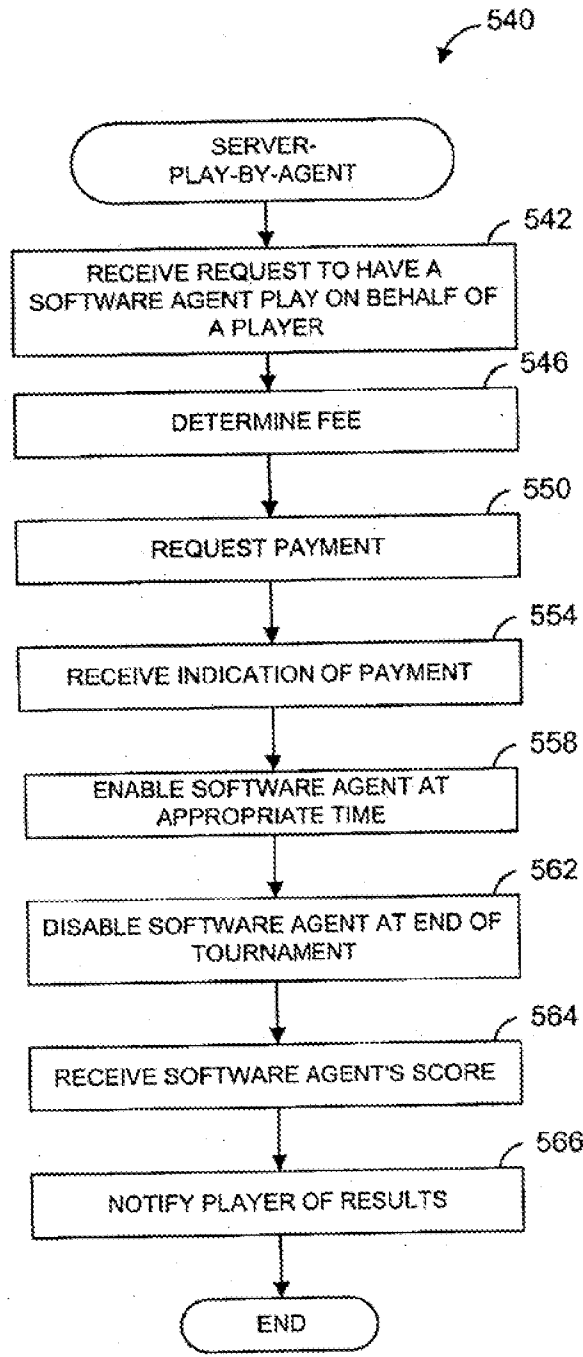 540
SERVER-
PLAY-BY-AGENT
542
RECEIVE REQUEST TO HAVE A
SOFTWARE AGENT PLAY ON BEHALF OF
A PLAYER
546
DETERMINE FEE
550
REQUEST PAYMENT
554
RECEIVE INDICATION OF PAYMENT
558
ENABLE SOFTWARE AGENT AT
APPROPRIATE TIME
562
DISABLE SOFTWARE AGENT AT END OF
TOURNAMENT
564
RECEIVE SOFTWARE AGENT'S SCORE
566
NOTIFY PLAYER OF RESULTS
END